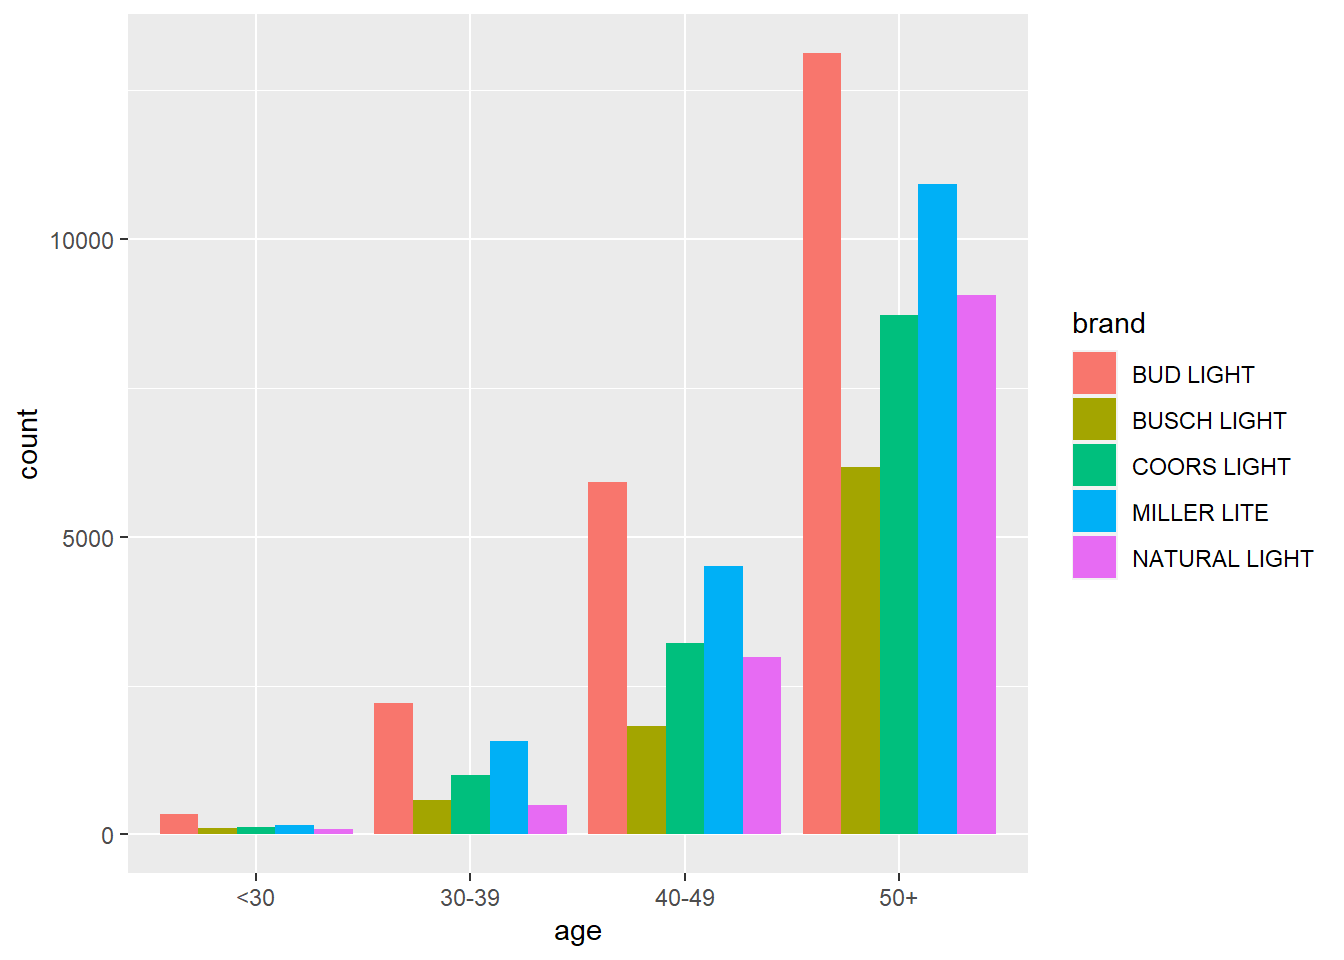 count
10000
5000
0
<30
30-39
40-49
50+
age
brand
BUD LIGHT
BUSCH LIGHT
COORS LIGHT
MILLER LITE
NATURAL LIGHT